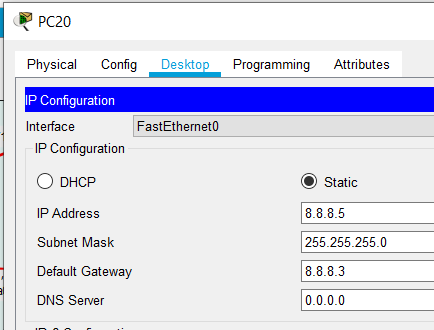 PC20
Physical Config Desktop Programming Attributes
IP Configuration
Interface FastEthernet0
IP Configuration
DHCP Static
IP Address 8.8.8.5
Subnet Mask 255.255.255.0
Default Gateway 8.8.8.3
DNS Server 0.0.0.0